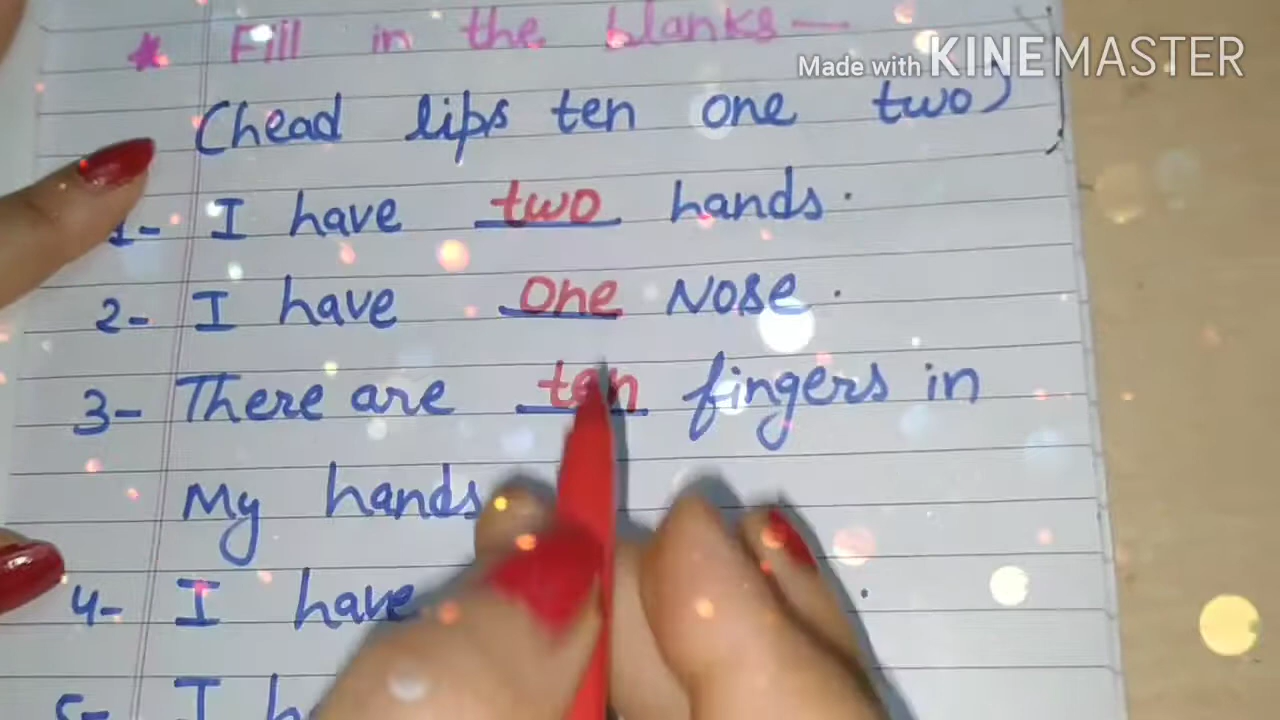 * Fill in the blanks —
Made with KINEMASTER
(head lips ten one two)
1- I have two hands.
2- I have one Nose.
3- There are ten fingers in
My hands
4- I have
5- I